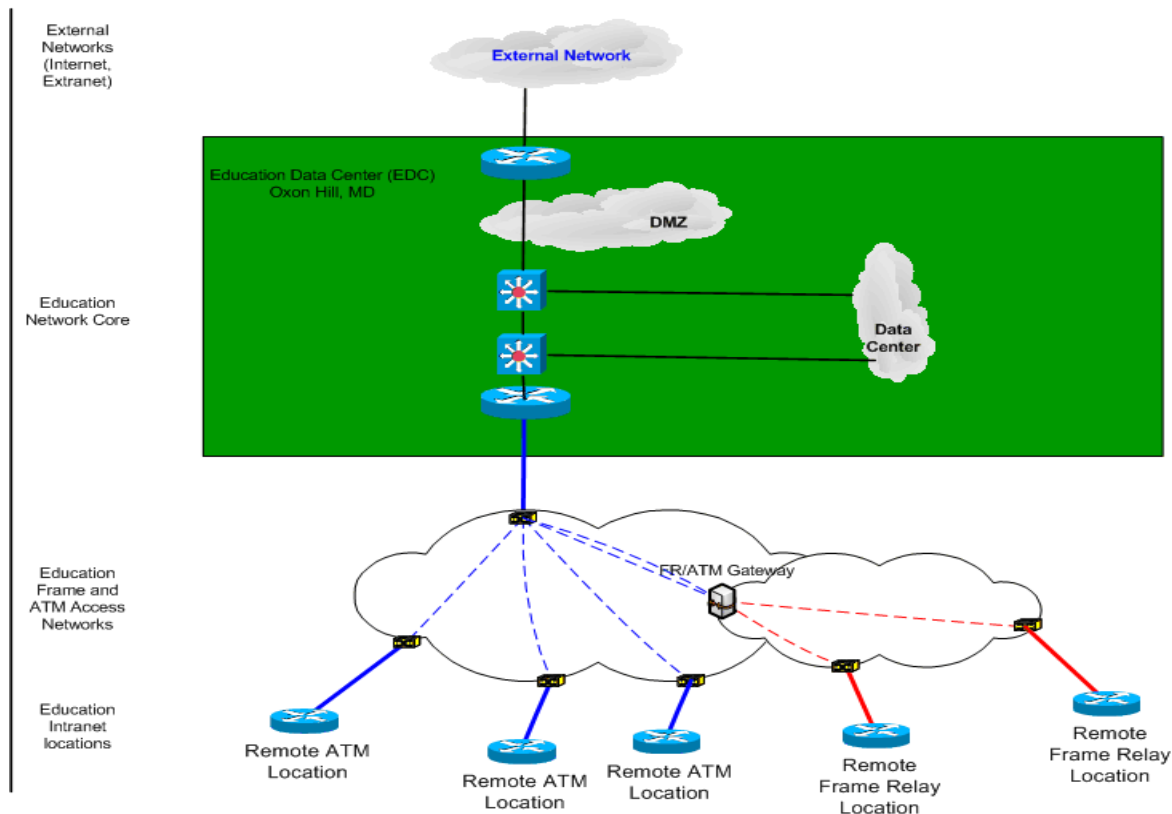 External
Networks
(Internet,
Extranet)
External Network
Education Data Center (EDC)
Oxon Hill, MD
DMZ
Education
Network Core
Data
Center
Education
Frame and
ATM Access
Networks
FR/ATM Gateway
Education
Intranet
locations
Remote ATM
Location
Remote ATM
Location
Remote ATM
Location
Remote
Frame Relay
Location
Remote
Frame Relay
Location